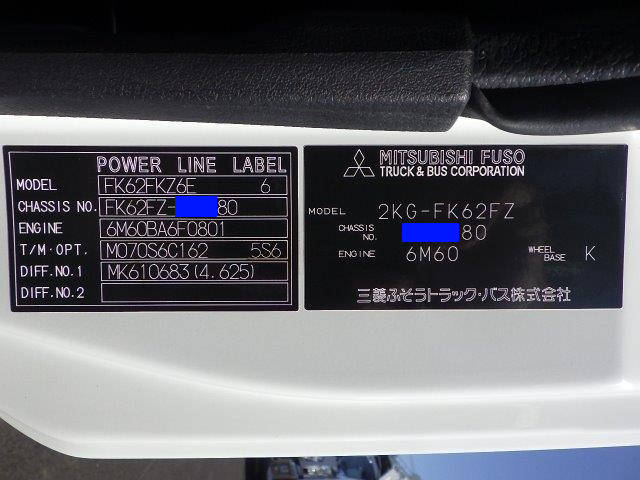 POWER LINE LABEL
MODEL FK62FKZ6E 6
CHASSIS NO. FK62FZ- 80
ENGINE 6M60BA6F0801
T/M・OPT. M070S6C162 5S6
DIFF.NO.1 MK610683(4.625)
DIFF.NO.2
MITSUBISHI FUSO
TRUCK & BUS CORPORATION
MODEL 2KG-FK62FZ
CHASSIS NO. 80
ENGINE 6M60 WHEEL BASE K
三菱ふそうトラック・バス株式会社